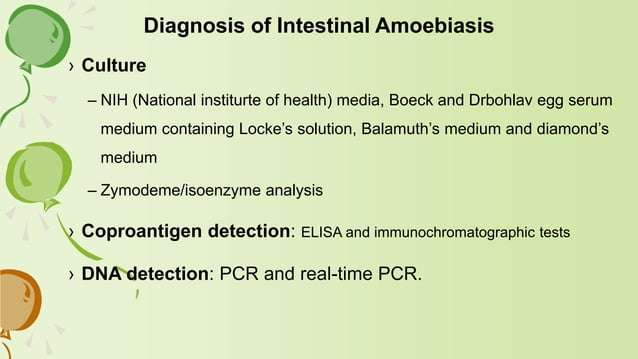 Diagnosis of Intestinal Amoebiasis
› Culture
– NIH (National institurte of health) media, Boeck and Drbohlav egg serum
medium containing Locke’s solution, Balamuth’s medium and diamond’s
medium
– Zymodeme/isoenzyme analysis
› Coproantigen detection: ELISA and immunochromatographic tests
› DNA detection: PCR and real-time PCR.